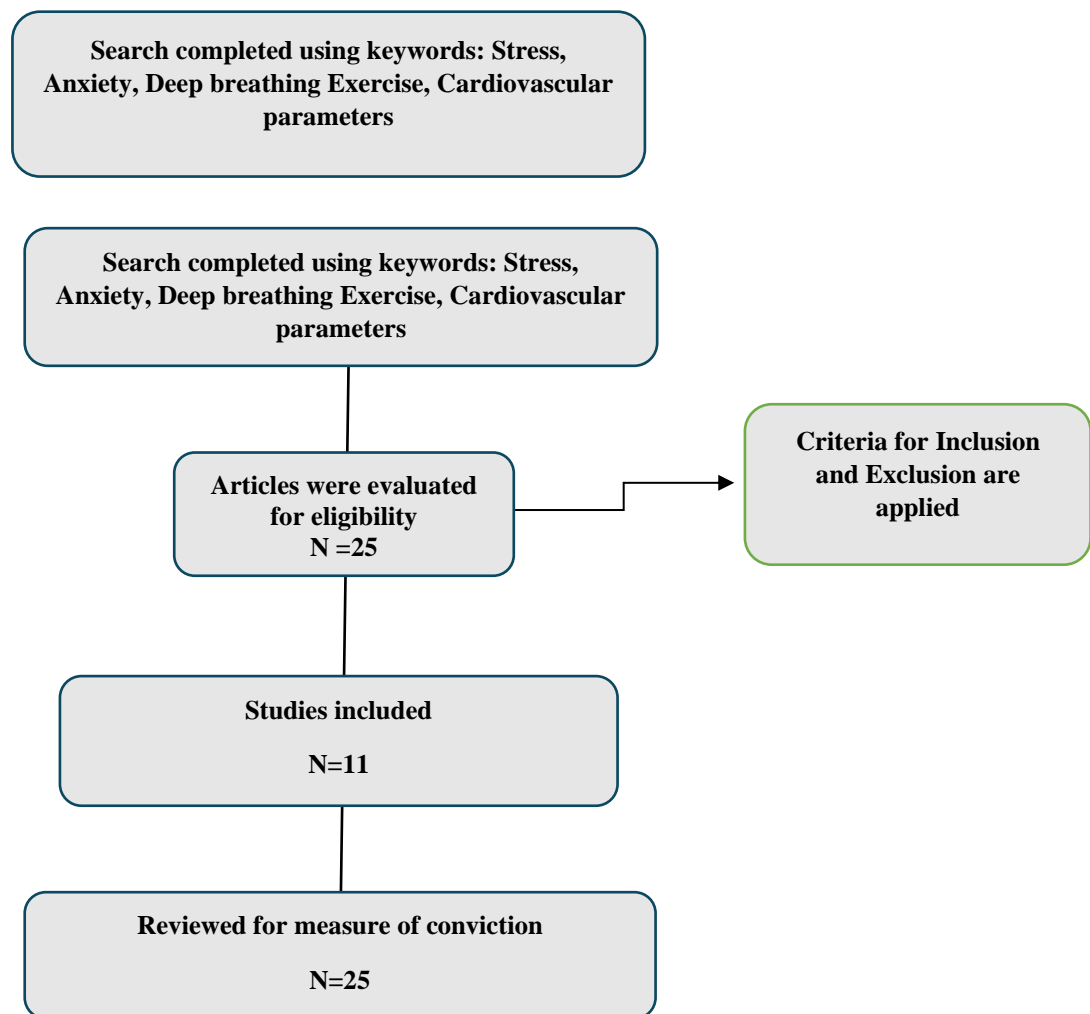 Search completed using keywords: Stress,
Anxiety, Deep breathing Exercise, Cardiovascular
parameters
Search completed using keywords: Stress,
Anxiety, Deep breathing Exercise, Cardiovascular
parameters
Articles were evaluated
for eligibility
N =25
Criteria for Inclusion
and Exclusion are
applied
Studies included
N=11
Reviewed for measure of conviction
N=25